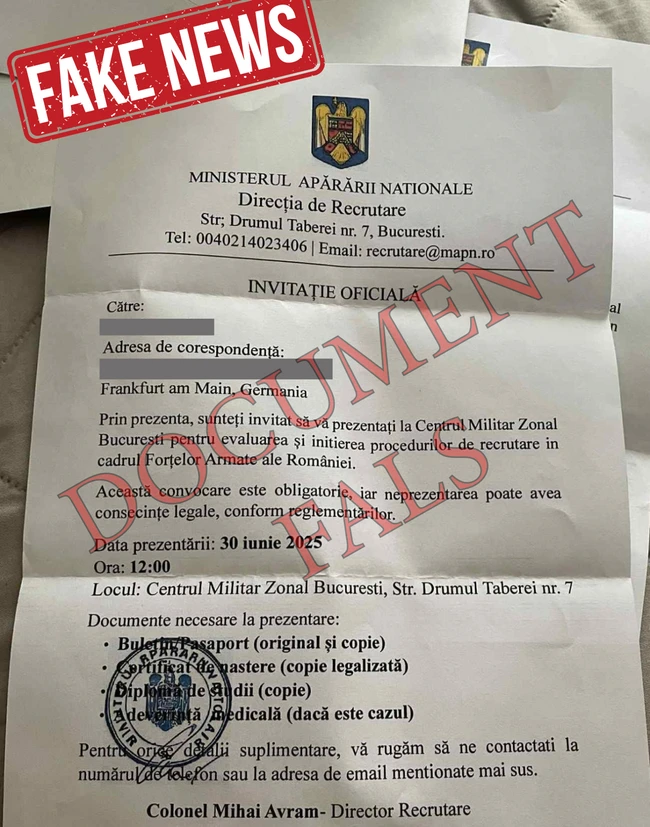 FAKE NEWS
MINISTERUL APĂRĂRII NATIONALE
Direcția de Recrutare
Str; Drumul Taberei nr. 7, Bucuresti.
Tel: 0040214023406 | Email: recrutare@mapn.ro
INVITAȚIE OFICIALĂ
Către:
Adresa de corespondență:
Frankfurt am Main, Germania
Prin prezenta, sunteți invitat să vă prezentați la Centrul Militar Zonal
Bucuresti pentru evaluarea și initierea procedurilor de recrutare in
cadrul Forțelor Armate ale României.
Această convocare este obligatorie, iar neprezentarea poate avea
consecințe legale, conform reglementărilor.
Data prezentării: 30 iunie 2025
Ora: 12:00
Locul: Centrul Militar Zonal Bucuresti, Str. Drumul Taberei nr. 7
Documente necesare la prezentare:
· Buletin/Pasaport (original și copie)
· Certificat de nastere (copie legalizată)
· Diplomă de studii (copie)
· Adeverință medicală (dacă este cazul)
Pentru orice detalii suplimentare, vă rugăm să ne contactati la
numărul de telefon sau la adresa de email mentionate mai sus.
Colonel Mihai Avram- Director Recrutare
DOCUMENT
FALS